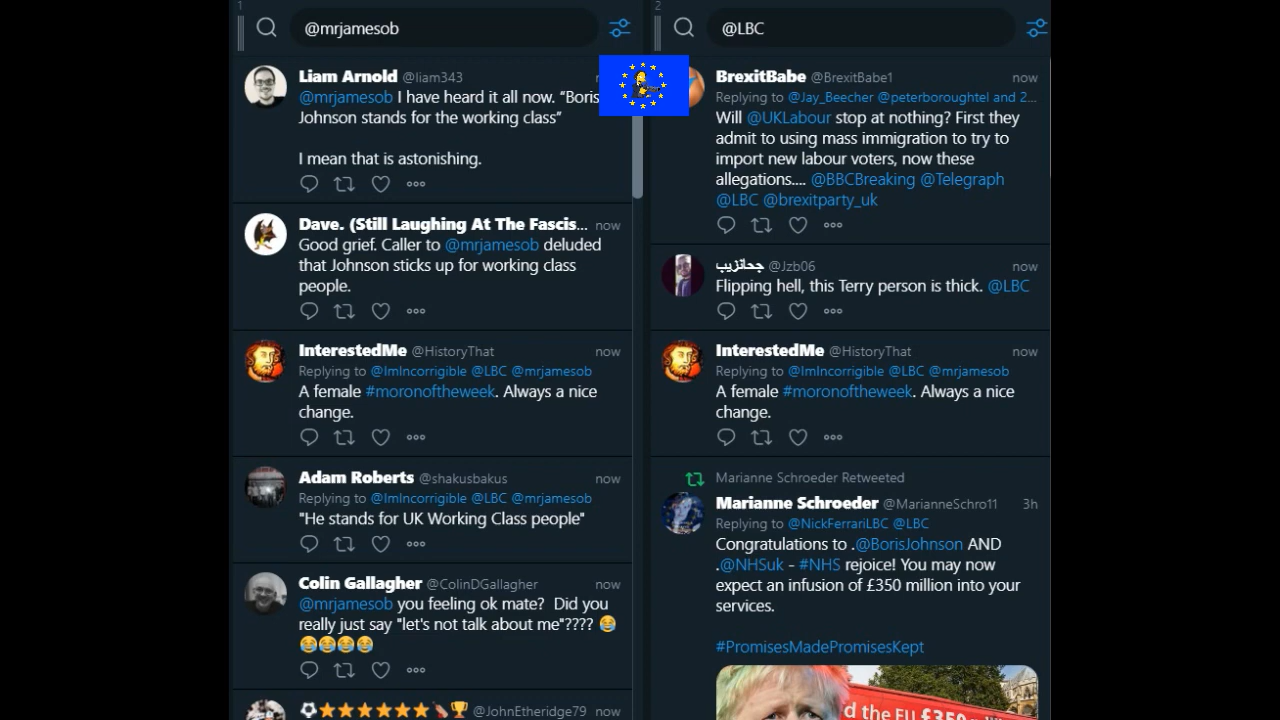 1
@mrjamesob
Liam Arnold @liam343
@mrjamesob I have heard it all now. “Boris
Johnson stands for the working class”
I mean that is astonishing.
Dave. (Still Laughing At The Fascis... now
Good grief. Caller to @mrjamesob deluded
that Johnson sticks up for working class
people.
InterestedMe @HistoryThat now
Replying to @ImIncorrigible @LBC @mrjamesob
A female #moronoftheweek. Always a nice
change.
Adam Roberts @shakusbakus now
Replying to @ImIncorrigible @LBC @mrjamesob
"He stands for UK Working Class people"
Colin Gallagher @ColinDGallagher now
@mrjamesob you feeling ok mate? Did you
really just say "let's not talk about me"???? 😂
😂😂😂😂
⚽⭐⭐⭐⭐⭐⭐🍾🏆 @JohnEtheridge79 now
2
@LBC
BrexitBabe @BrexitBabe1 now
Replying to @Jay_Beecher @peterboroughtel and 2...
Will @UKLabour stop at nothing? First they
admit to using mass immigration to try to
import new labour voters, now these
allegations.... @BBCBreaking @Telegraph
@LBC @brexitparty_uk
@Jzb06 now
Flipping hell, this Terry person is thick. @LBC
InterestedMe @HistoryThat now
Replying to @ImIncorrigible @LBC @mrjamesob
A female #moronoftheweek. Always a nice
change.
Marianne Schroeder Retweeted
Marianne Schroeder @MarianneSchro11 3h
Replying to @NickFerrariLBC @LBC
Congratulations to .@BorisJohnson AND
.@NHSuk - #NHS rejoice! You may now
expect an infusion of £350 million into your
services.
#PromisesMadePromisesKept
d the EU £350